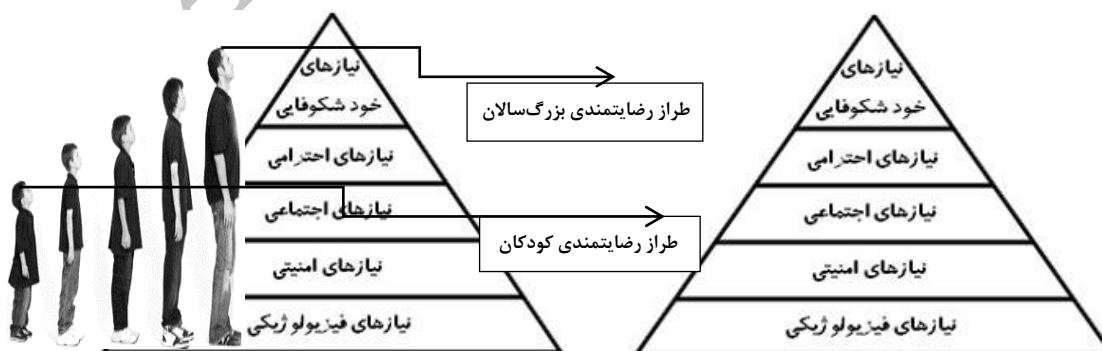 نیازهای
خود شکوفایی
نیازهای احترامی
نیازهای اجتماعی
نیازهای امنیتی
نیازهای فیزیولوژیکی
طراز رضایتمندی بزرگ‌سالان
طراز رضایتمندی کودکان
نیازهای
خود شکوفایی
نیازهای احترامی
نیازهای اجتماعی
نیازهای امنیتی
نیازهای فیزیولوژیکی